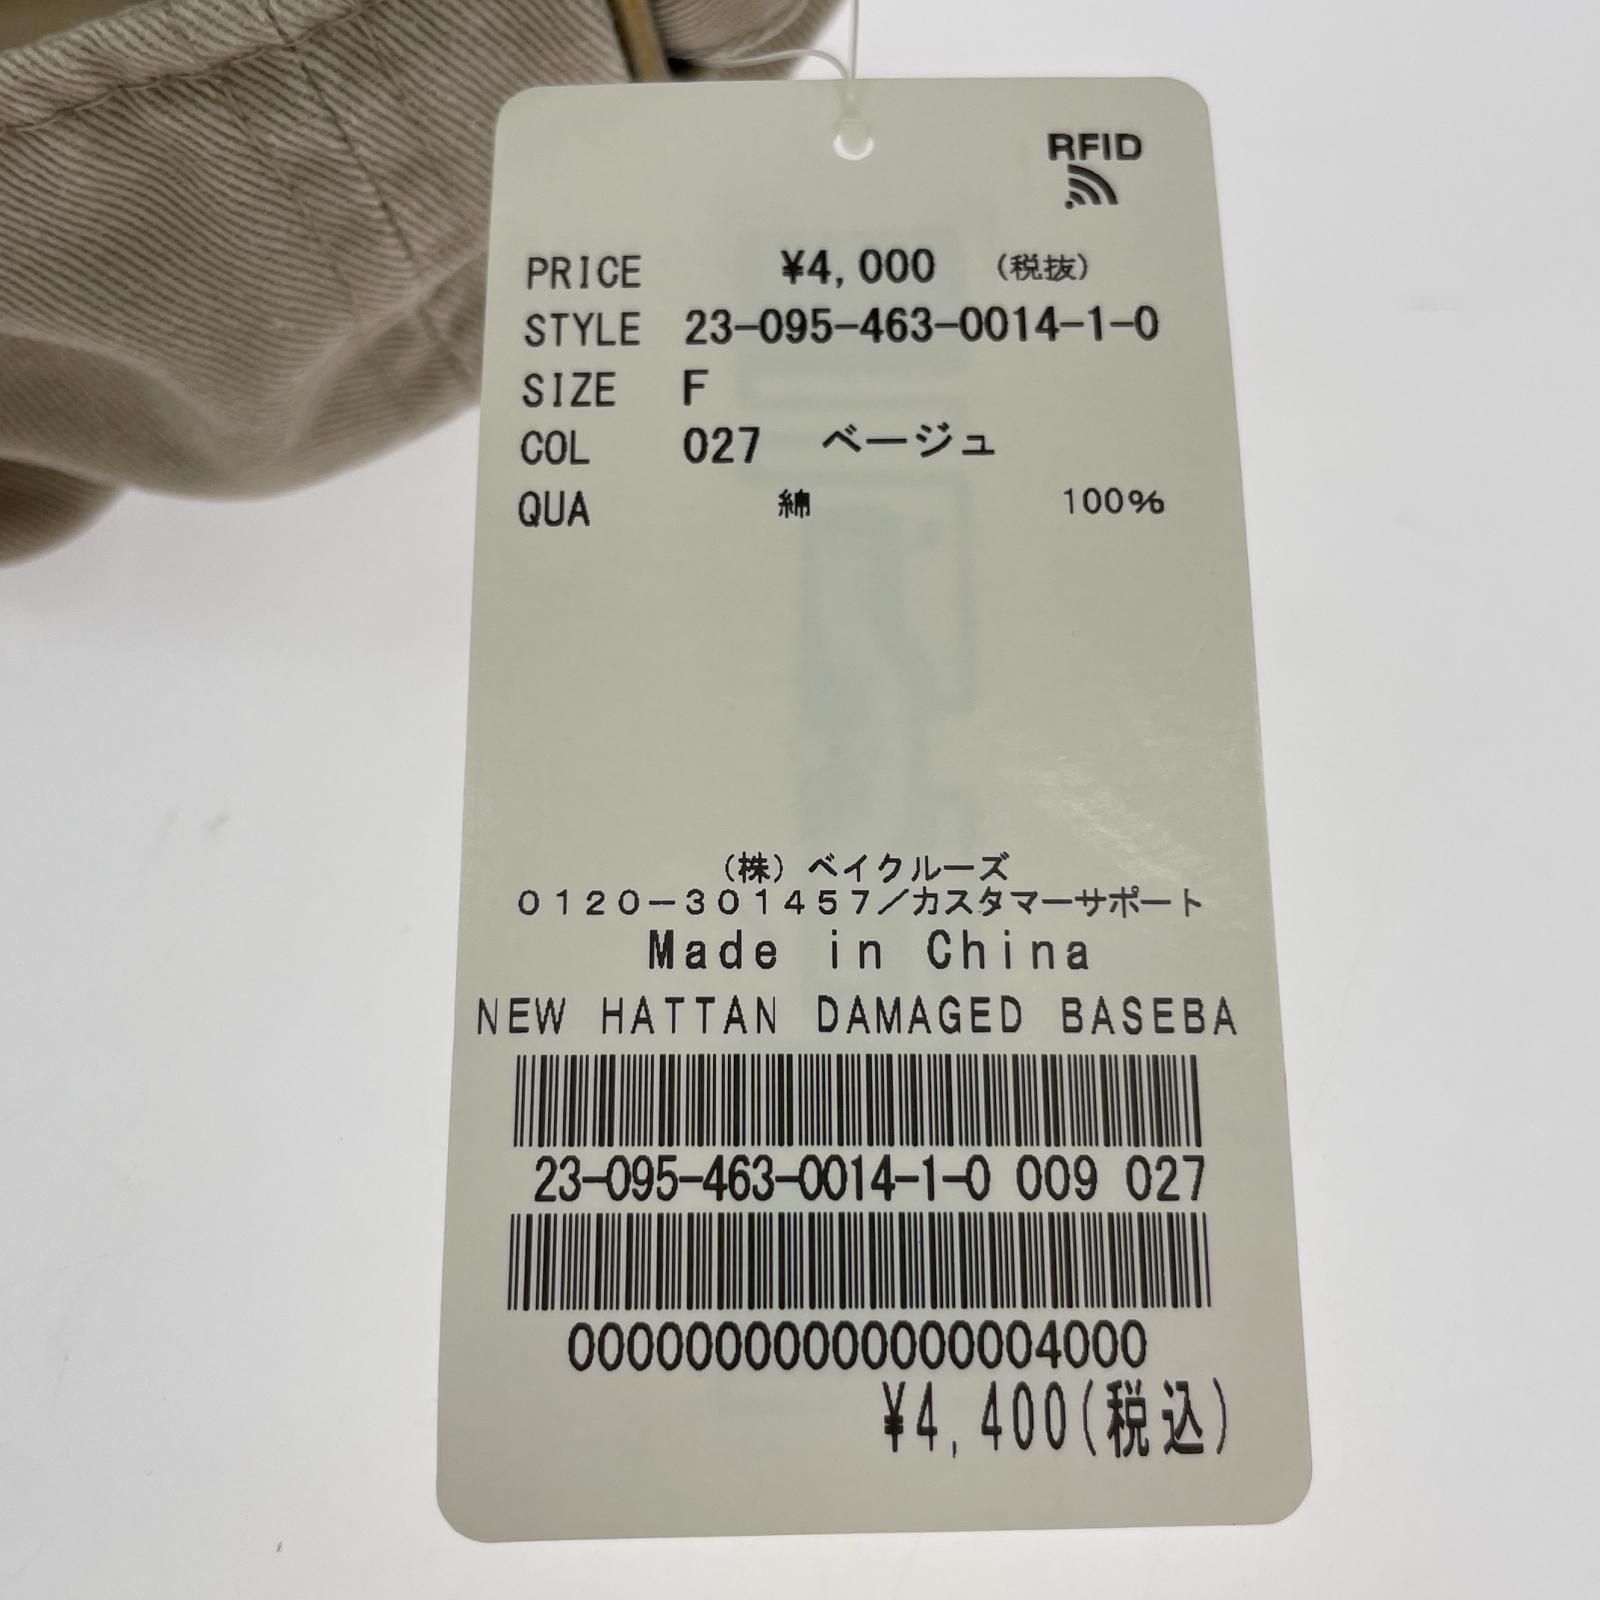 RFID
PRICE ¥4,000 (税抜)
STYLE 23-095-463-0014-1-0
SIZE F
COL 027 ベージュ
QUA 綿 100%
(株)ベイクルーズ
0120-301457/カスタマーサポート
Made in China
NEW HATTAN DAMAGED BASEBA
23-095-463-0014-1-0 009 027
00000000000000004000
¥4,400(税込)